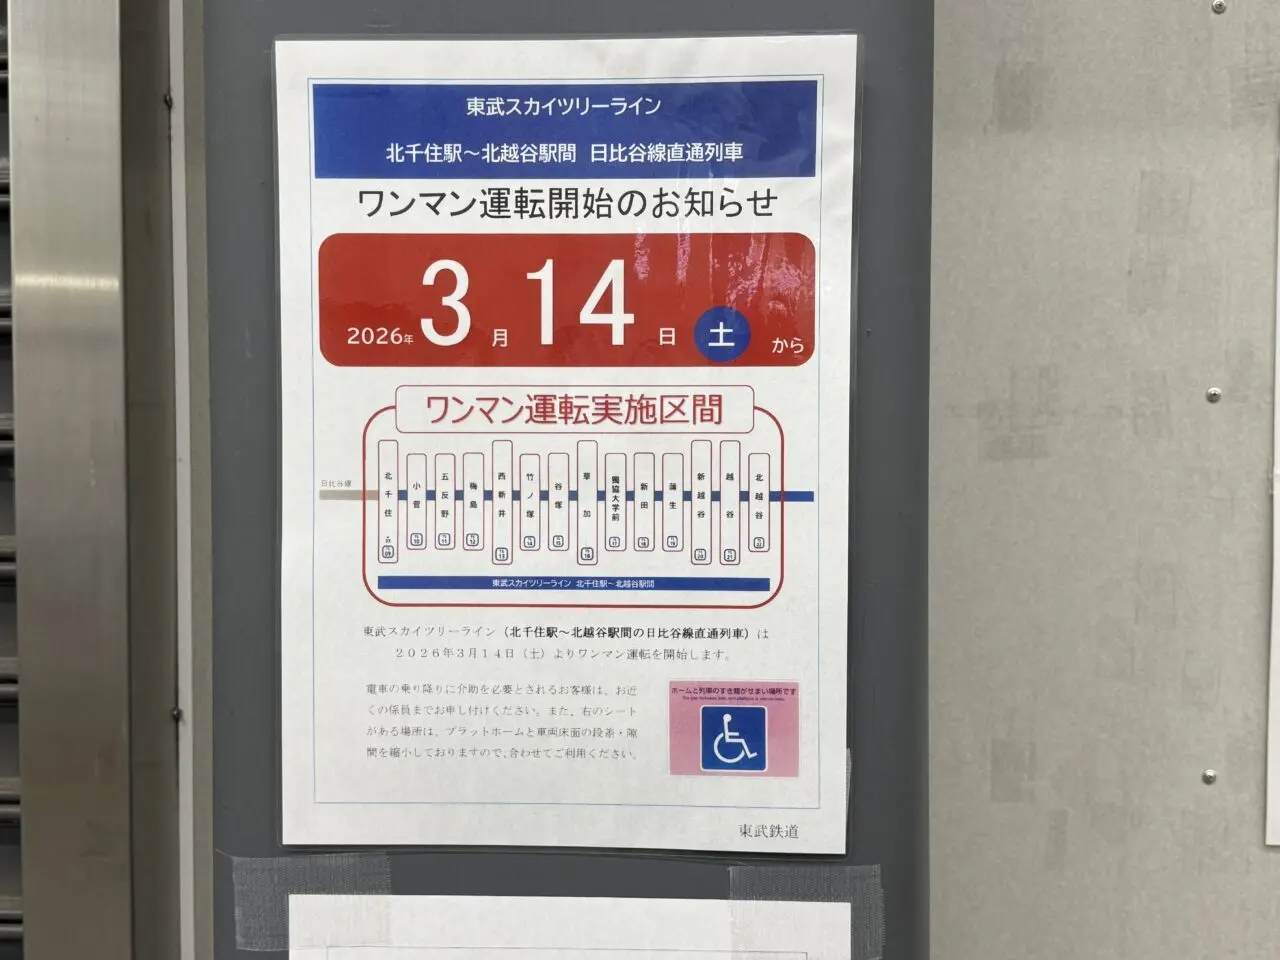 東武スカイツリーライン
北千住駅～北越谷駅間 日比谷線直通列車
ワンマン運転開始のお知らせ
2026年3月14日土から
ワンマン運転実施区間
日比谷線
北千住
小菅
五反野
梅島
西新井
竹ノ塚
谷塚
草加
獨協大学前
新田
蒲生
新越谷
越谷
北越谷
東武スカイツリーライン 北千住駅～北越谷駅間
東武スカイツリーライン（北千住駅～北越谷駅間の日比谷線直通列車）は
２０２６年３月１４日（土）よりワンマン運転を開始します。
電車の乗り降りに介助を必要とされるお客様は、お近
くの係員までお申し付けください。また、右のシート
がある場所は、プラットホームと車両床面の段差・隙
間を縮小しておりますので、合わせてご利用ください。
ホームと列車のすき間がせまい場所です
東武鉄道